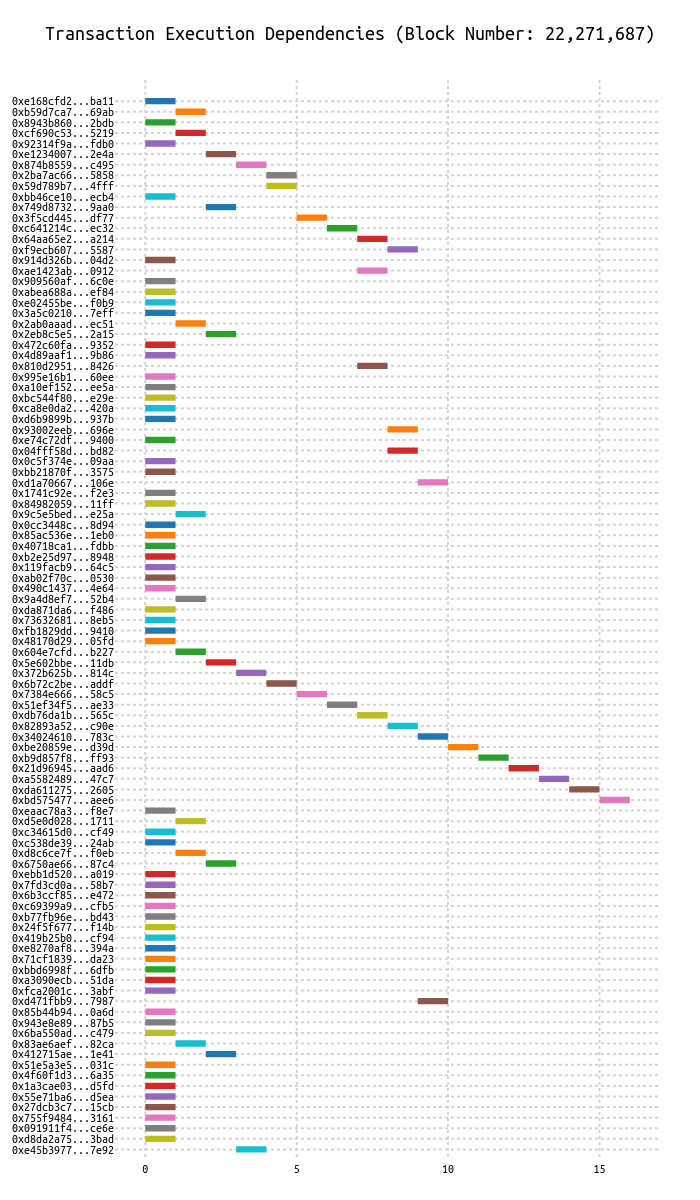 Transaction Execution Dependencies (Block Number: 22,271,687)
0xe168cfd2...ba11
0xb59d7ca7...69ab
0x8943b860...2bdb
0xcf690c53...5219
0x92314f9a...fdb0
0xe1234007...2e4a
0x874b8559...c495
0x2ba7ac66...5858
0x59d789b7...4fff
0xbb46ce10...ecb4
0x749d8732...9aa0
0x3f5cd445...df77
0xc641214c...ec32
0x64aa65e2...a214
0xf9ecb607...5587
0x914d326b...04d2
0xae1423ab...0912
0x909560af...6c0e
0xabea688a...ef84
0xe02455be...f0b9
0x3a5c0210...7eff
0x2ab0aaad...ec51
0x2eb8c5e5...2a15
0x472c60fa...9352
0x4d89aaf1...9b86
0x810d2951...8426
0x995e16b1...60ee
0xa10ef152...ee5a
0xbc544f80...e29e
0xca8e0da2...420a
0xd6b9899b...937b
0x93002eeb...696e
0xe74c72df...9400
0x04fff58d...bd82
0x0c5f374e...09aa
0xbb21870f...3575
0xd1a70667...106e
0x1741c92e...f2e3
0x84982059...11ff
0x9c5e5bed...e25a
0x0cc3448c...8d94
0x85ac536e...1eb0
0x40718ca1...fdbb
0xb2e25d97...8948
0x119facb9...64c5
0xab02f70c...0530
0x490c1437...4e64
0x9a4d8ef7...52b4
0xda871da6...f486
0x73632681...8eb5
0xfb1829dd...9410
0x48170d29...05fd
0x604e7cfd...b227
0x5e602bbe...11db
0x372b625b...814c
0x6b72c2be...addf
0x7384e666...58c5
0x51ef34f5...ae33
0xdb76da1b...565c
0x82893a52...c90e
0x34024610...783c
0xbe20859e...d39d
0xb9d857f8...ff93
0x21d96945...aad6
0xa5582489...47c7
0xda611275...2605
0xbd575477...aee6
0xeaac78a3...f8e7
0xd5e0d028...1711
0xc34615d0...cf49
0xc538de39...24ab
0xd8c6ce7f...f0eb
0x6750ae66...87c4
0xebb1d520...a019
0x7fd3cd0a...58b7
0x6b3ccf85...e472
0xc69399a9...cfb5
0xb77fb96e...bd43
0x24f5f677...f14b
0x419b25b0...cf94
0xe8270af8...394a
0x71cf1839...da23
0xbbd6998f...6dfb
0xa3090ecb...51da
0xfca2001c...3abf
0xd471fbb9...7987
0x85b44b94...0a6d
0x943e8e89...87b5
0x6ba550ad...c479
0x83ae6aef...82ca
0x412715ae...1e41
0x51e5a3e5...031c
0x4f60f1d3...6a35
0x1a3cae03...d5fd
0x55e71ba6...d5ea
0x27dcb3c7...15cb
0x755f9484...3161
0x091911f4...ce6e
0xd8da2a75...3bad
0xe45b3977...7e92
0 5 10 15